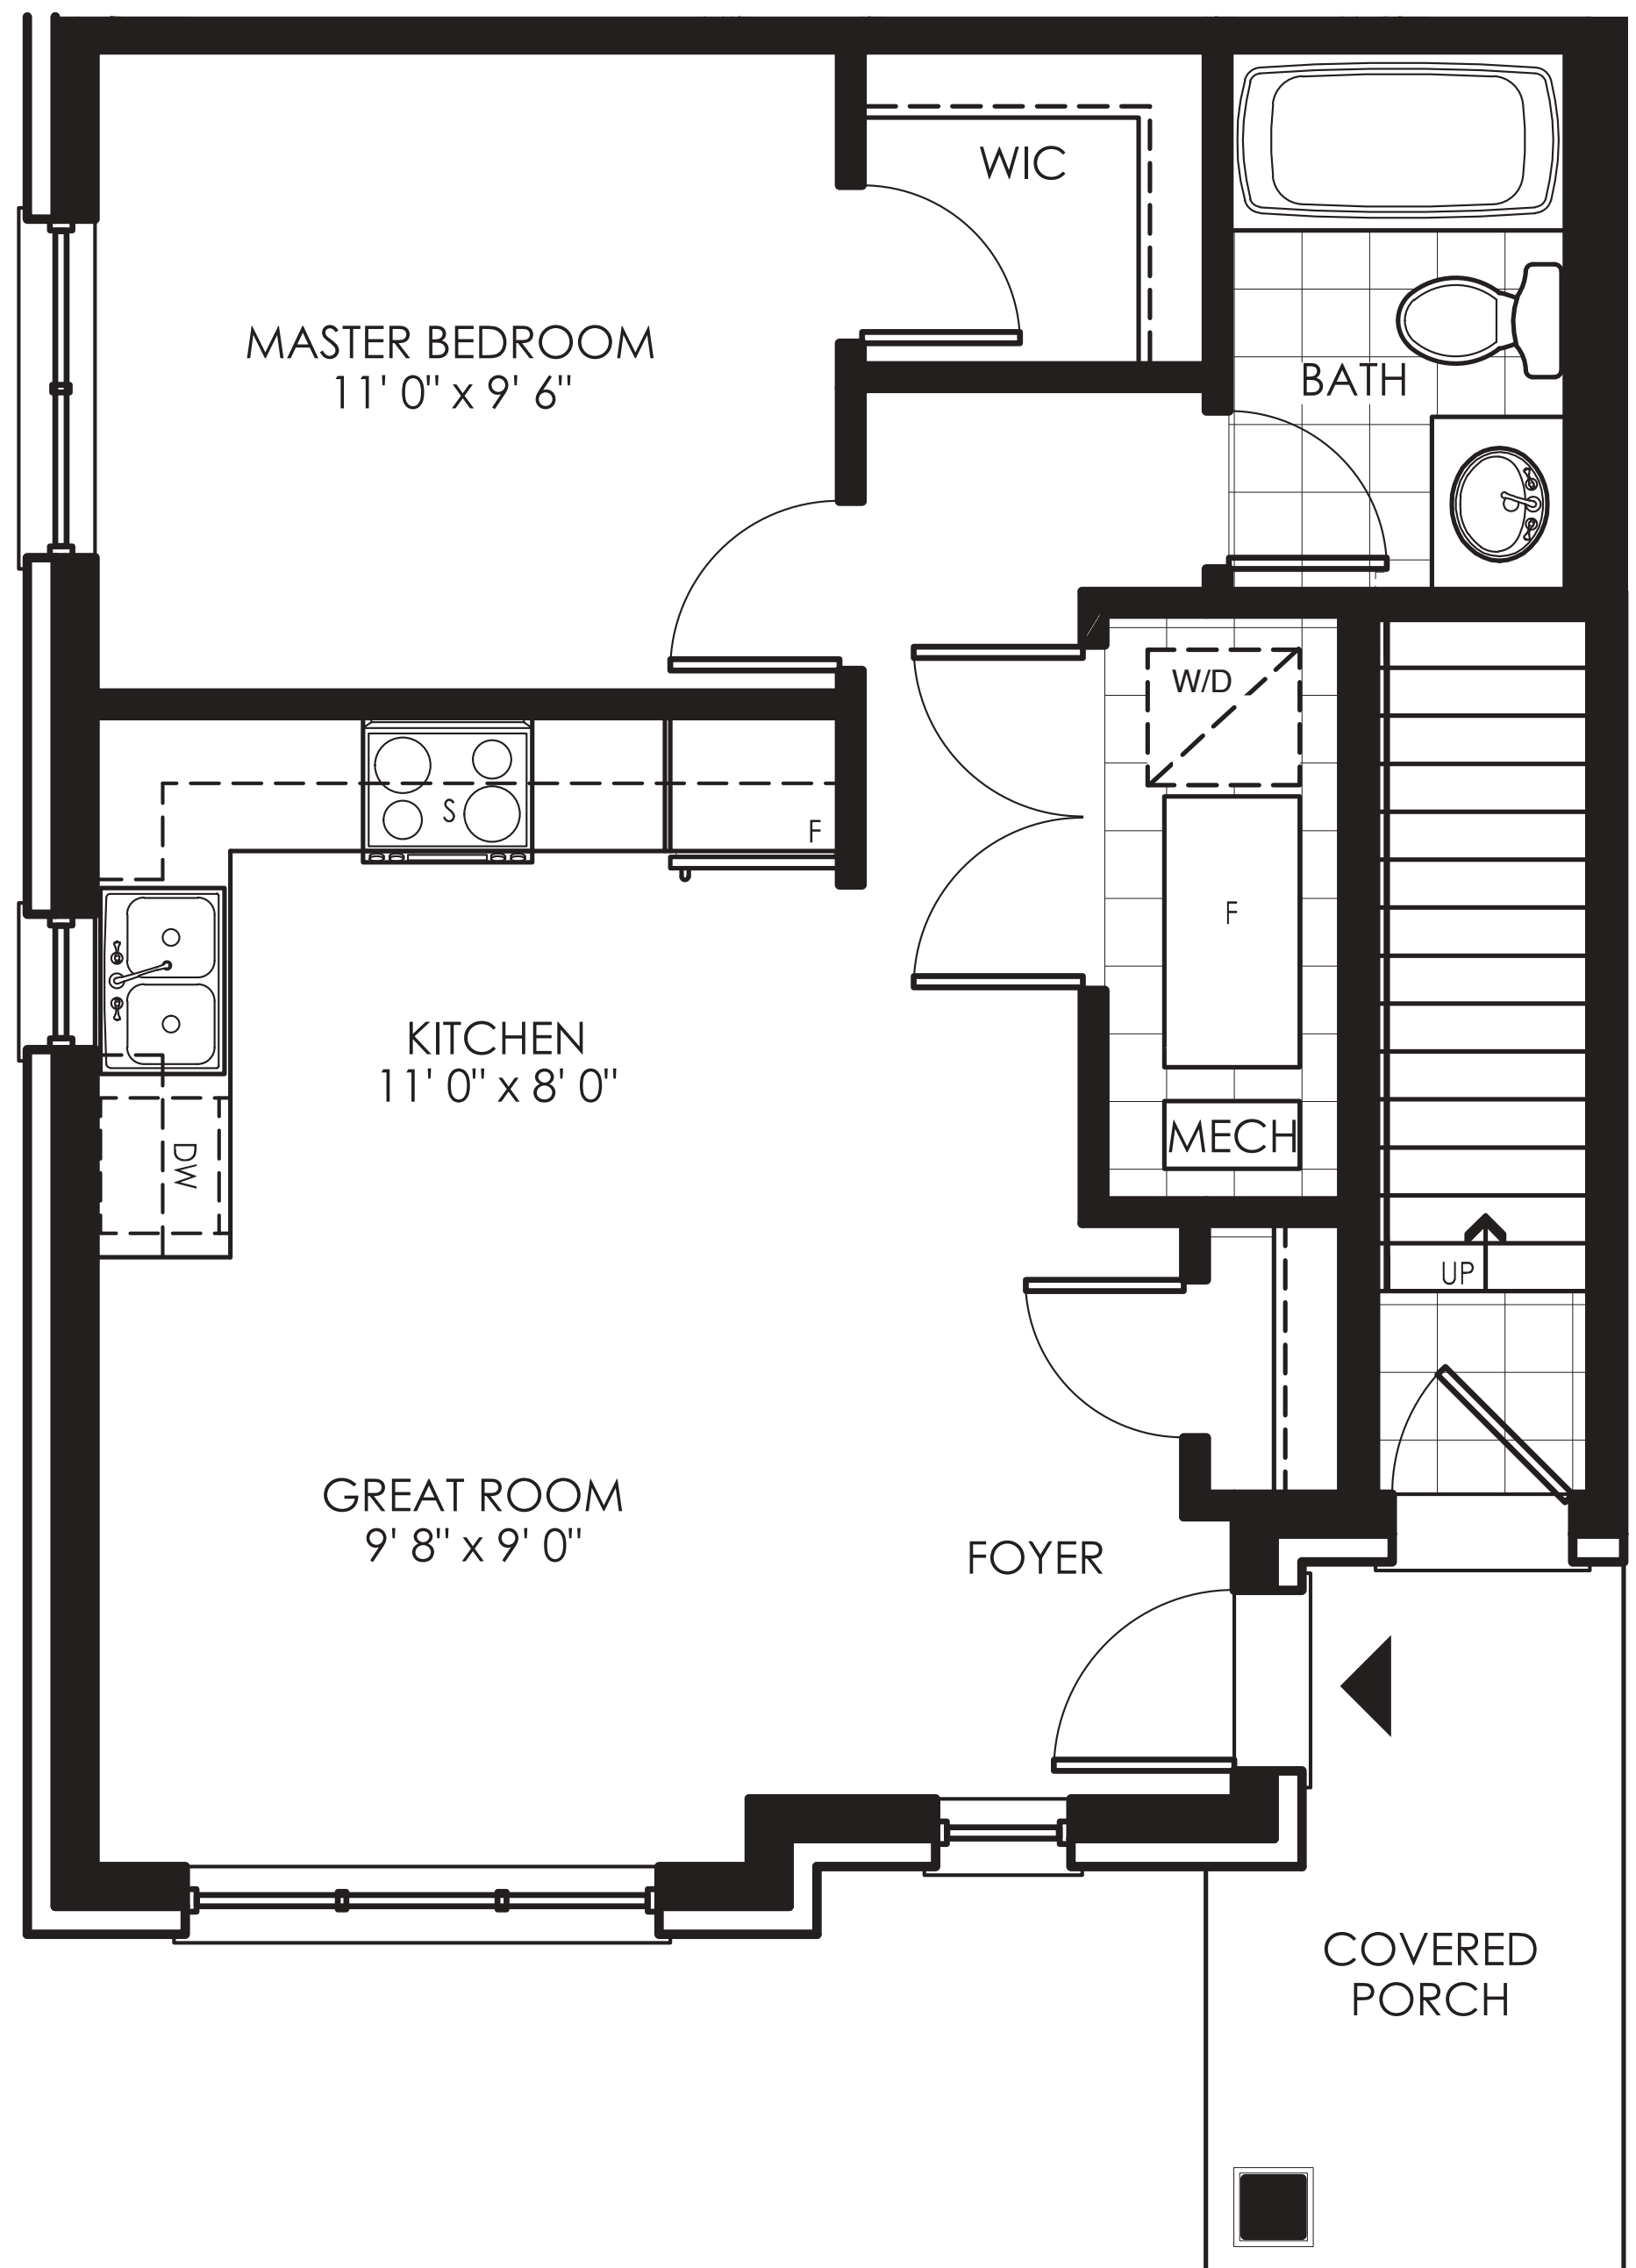 WIC
MASTER BEDROOM
11' 0" x 9' 6"
BATH
W/D
S
F
F
KITCHEN
11' 0" x 8' 0"
MECH
DW
UP
GREAT ROOM
9' 8" x 9' 0"
FOYER
COVERED
PORCH